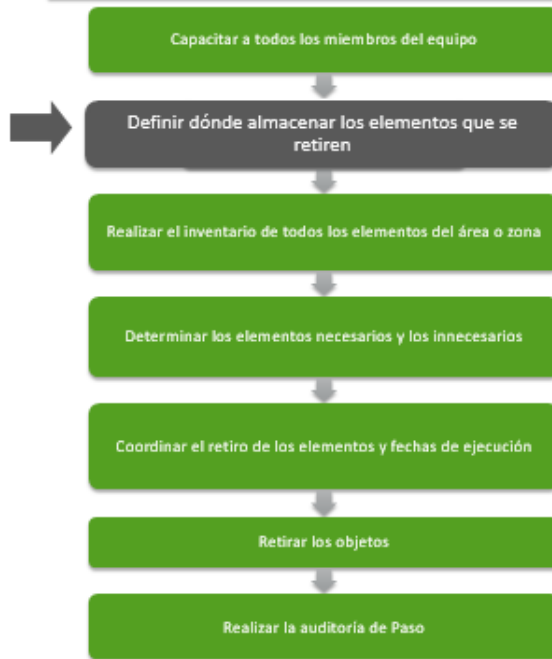 Capacitar a todos los miembros del equipo
Definir dónde almacenar los elementos que se
retiren
Realizar el inventario de todos los elementos del área o zona
Determinar los elementos necesarios y los innecesarios
Coordinar el retiro de los elementos y fechas de ejecución
Retirar los objetos
Realizar la auditoría de Paso